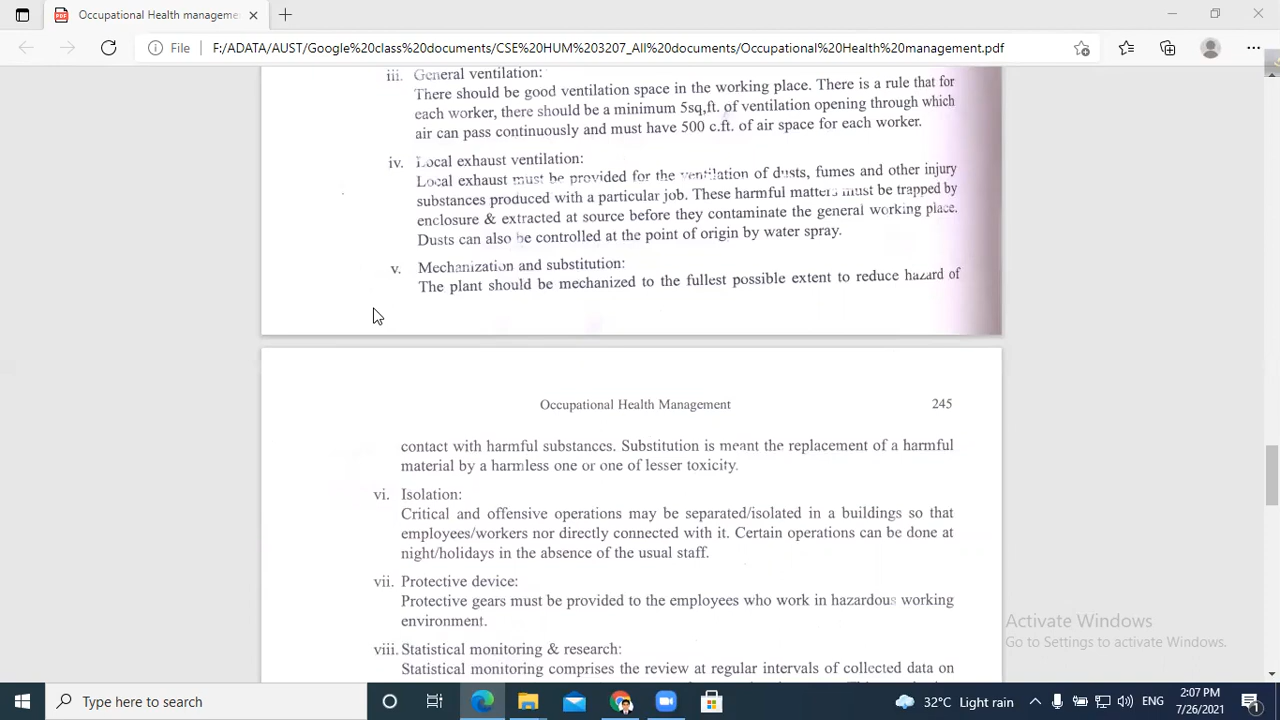 Occupational Health manageme
File
F:/ADATA/AUST/Google%20class%20documents/CSE%20HUM%203207_All%20documents/Occupational%20Health%20management.pdf
iii. General ventilation:
There should be good ventilation space in the working place. There is a rule that for
each worker, there should be a minimum 5sq,ft. of ventilation opening through which
air can pass continuously and must have 500 c.ft. of air space for each worker.
iv. Local exhaust ventilation:
Local exhaust must be provided for the ventilation of dusts, fumes and other injury
substances produced with a particular job. These harmful matters must be trapped by
enclosure & extracted at source before they contaminate the general working place.
Dusts can also be controlled at the point of origin by water spray.
v. Mechanization and substitution:
The plant should be mechanized to the fullest possible extent to reduce hazard of
Occupational Health Management 245
contact with harmful substances. Substitution is meant the replacement of a harmful
material by a harmless one or one of lesser toxicity.
vi. Isolation:
Critical and offensive operations may be separated/isolated in a buildings so that
employees/workers nor directly connected with it. Certain operations can be done at
night/holidays in the absence of the usual staff.
vii. Protective device:
Protective gears must be provided to the employees who work in hazardous working
environment.
viii. Statistical monitoring & research:
Statistical monitoring comprises the review at regular intervals of collected data on
Activate Windows
Go to Settings to activate Windows.
Type here to search
32°C Light rain
ENG
2:07 PM
7/26/2021
1